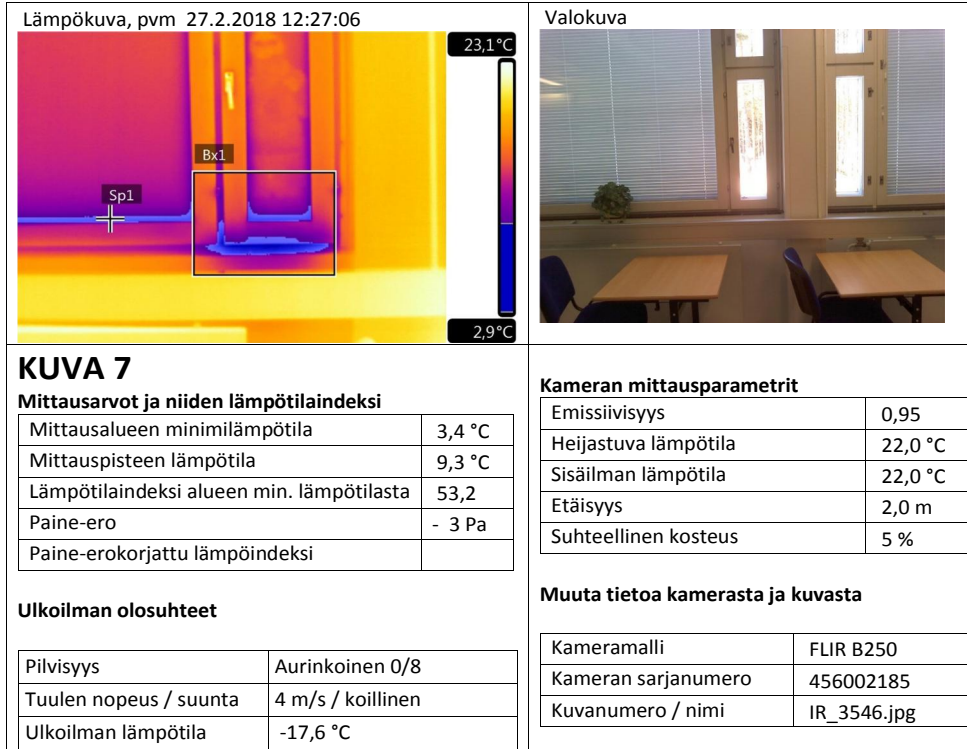 Lämpökuva, pvm 27.2.2018 12:27:06
23,1°C
Bx1
Sp1
2,9°C
Valokuva
KUVA 7
Mittausarvot ja niiden lämpötilaindeksi
Mittausalueen minimilämpötila 3,4 °C
Mittauspisteen lämpötila 9,3 °C
Lämpötilaindeksi alueen min. lämpötilasta 53,2
Paine-ero - 3 Pa
Paine-erokorjattu lämpöindeksi
Ulkoilman olosuhteet
Pilvisyys Aurinkoinen 0/8
Tuulen nopeus / suunta 4 m/s / koillinen
Ulkoilman lämpötila -17,6 °C
Kameran mittausparametrit
Emissiivisyys 0,95
Heijastuva lämpötila 22,0 °C
Sisäilman lämpötila 22,0 °C
Etäisyys 2,0 m
Suhteellinen kosteus 5 %
Muuta tietoa kamerasta ja kuvasta
Kameramalli FLIR B250
Kameran sarjanumero 456002185
Kuvanumero / nimi IR_3546.jpg